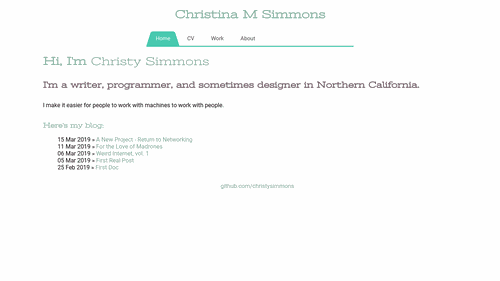 Christina M Simmons
Home CV Work About
Hi, I'm Christy Simmons
I'm a writer, programmer, and sometimes designer in Northern California.
I make it easier for people to work with machines to work with people.
Here's my blog:
15 Mar 2019 » A New Project - Return to Networking
11 Mar 2019 » For the Love of Madrones
06 Mar 2019 » Weird Internet, vol. 1
05 Mar 2019 » First Real Post
25 Feb 2019 » First Doc
github.com/christysimmons